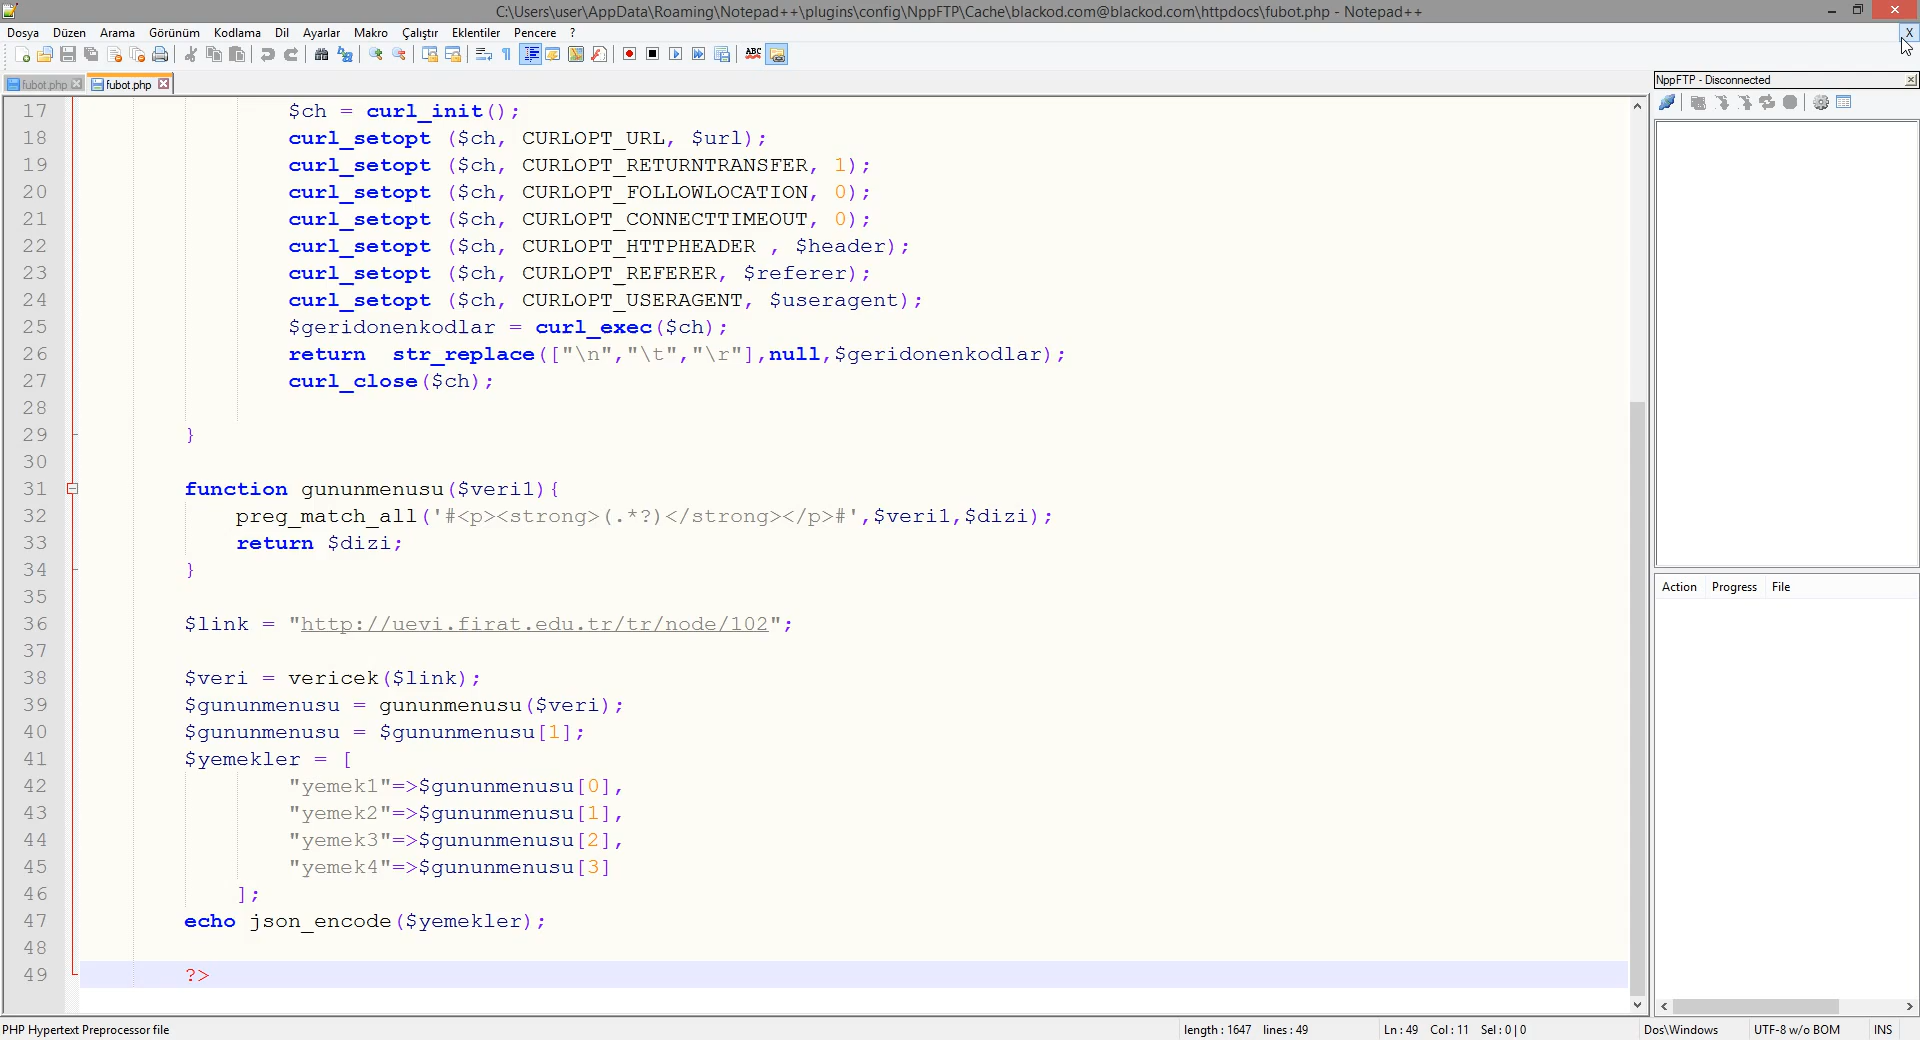 C:\Users\user\AppData\Roaming\Notepad++\plugins\config\NppFTP\Cache\blackod.com@blackod.com\httpdocs\fubot.php - Notepad++
Dosya Düzen Arama Görünüm Kodlama Dil Ayarlar Makro Çalıştır Eklentiler Pencere ? X
ABC
fubot.php fubot.php
NppFTP - Disconnected
17 $ch = curl_init();
18 curl_setopt ($ch, CURLOPT_URL, $url);
19 curl_setopt ($ch, CURLOPT_RETURNTRANSFER, 1);
20 curl_setopt ($ch, CURLOPT_FOLLOWLOCATION, 0);
21 curl_setopt ($ch, CURLOPT_CONNECTTIMEOUT, 0);
22 curl_setopt ($ch, CURLOPT_HTTPHEADER , $header);
23 curl_setopt ($ch, CURLOPT_REFERER, $referer);
24 curl_setopt ($ch, CURLOPT_USERAGENT, $useragent);
25 $geridonenkodlar = curl_exec($ch);
26 return str_replace(["\n","\t","\r"],null,$geridonenkodlar);
27 curl_close($ch);
28
29 }
30
31 function gununmenusu($veri1){
32 preg_match_all('#<p><strong>(.*?)</strong></p>#',$veri1,$dizi);
33 return $dizi;
34 }
35
36 $link = "http://uevi.firat.edu.tr/tr/node/102";
37
38 $veri = vericek($link);
39 $gununmenusu = gununmenusu($veri);
40 $gununmenusu = $gununmenusu[1];
41 $yemekler = [
42 "yemek1"=>$gununmenusu[0],
43 "yemek2"=>$gununmenusu[1],
44 "yemek3"=>$gununmenusu[2],
45 "yemek4"=>$gununmenusu[3]
46 ];
47 echo json_encode($yemekler);
48
49 ?>
Action Progress File
PHP Hypertext Preprocessor file length : 1647 lines : 49 Ln : 49 Col : 11 Sel : 0 | 0 Dos\Windows UTF-8 w/o BOM INS